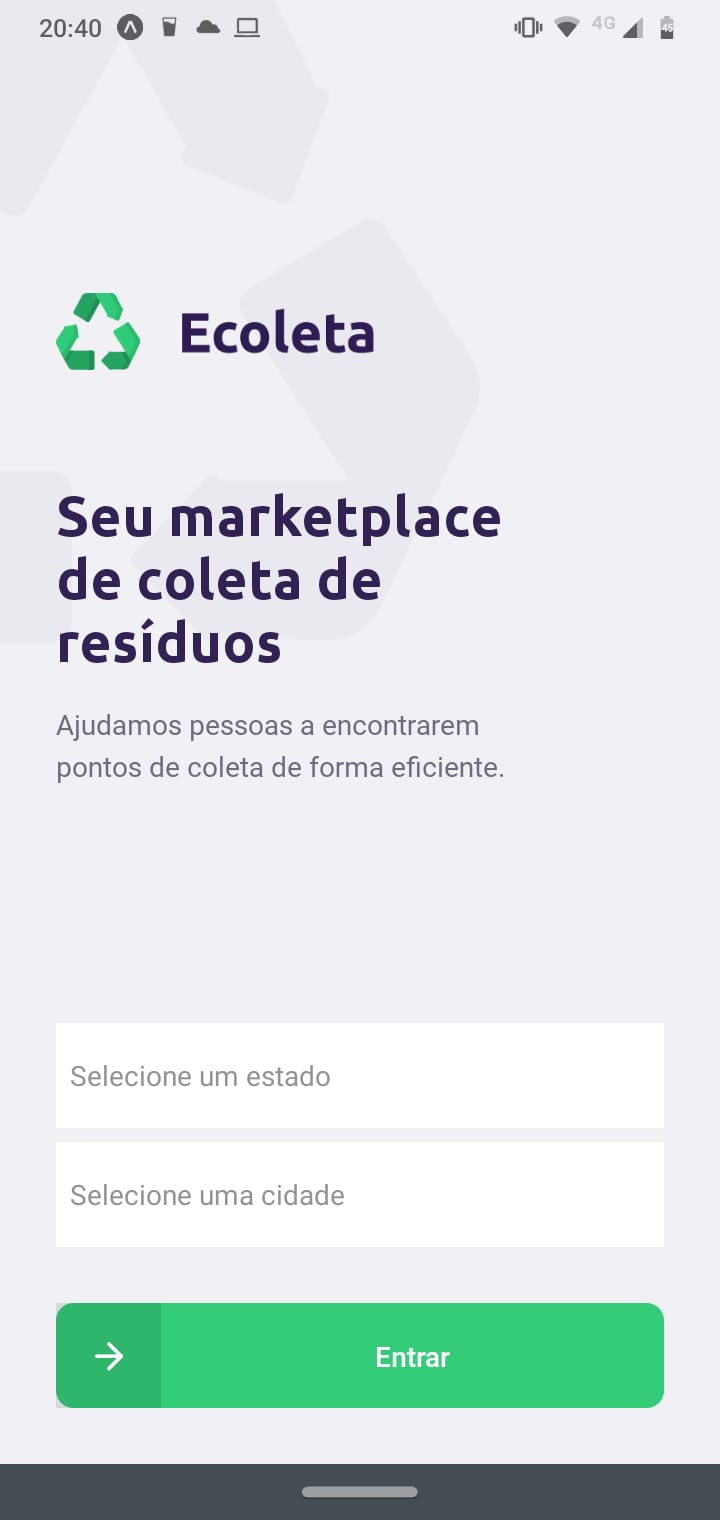 20:40
4G
45
Ecoleta
Seu marketplace
de coleta de
resíduos
Ajudamos pessoas a encontrarem
pontos de coleta de forma eficiente.
Selecione um estado
Selecione uma cidade
Entrar